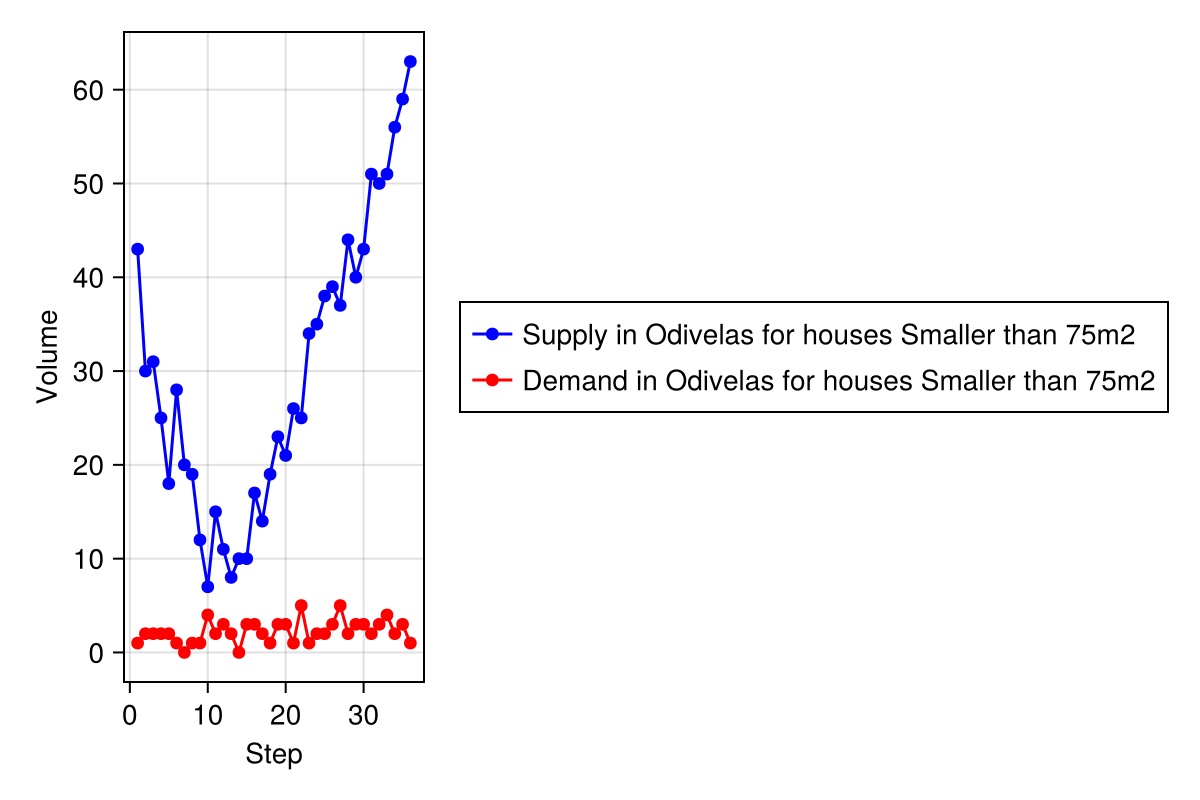 60
50
40
30
20
10
0
Volume
0 10 20 30
Step
Supply in Odivelas for houses Smaller than 75m2
Demand in Odivelas for houses Smaller than 75m2